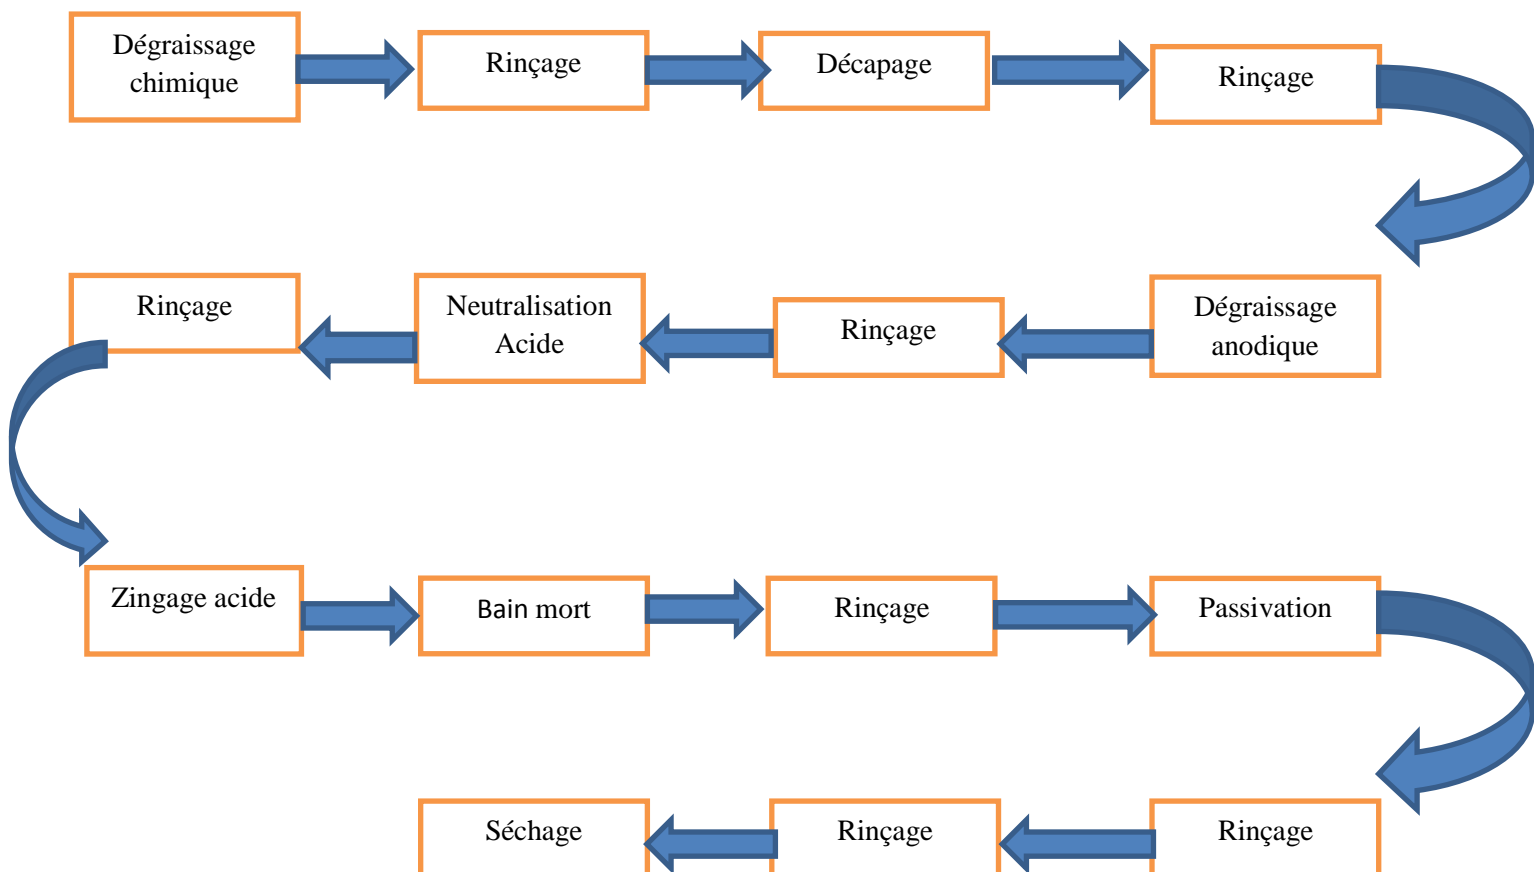 Dégraissage
chimique
Rinçage
Décapage
Rinçage
Dégraissage
anodique
Rinçage
Neutralisation
Acide
Rinçage
Zingage acide
Bain mort
Rinçage
Passivation
Rinçage
Rinçage
Séchage